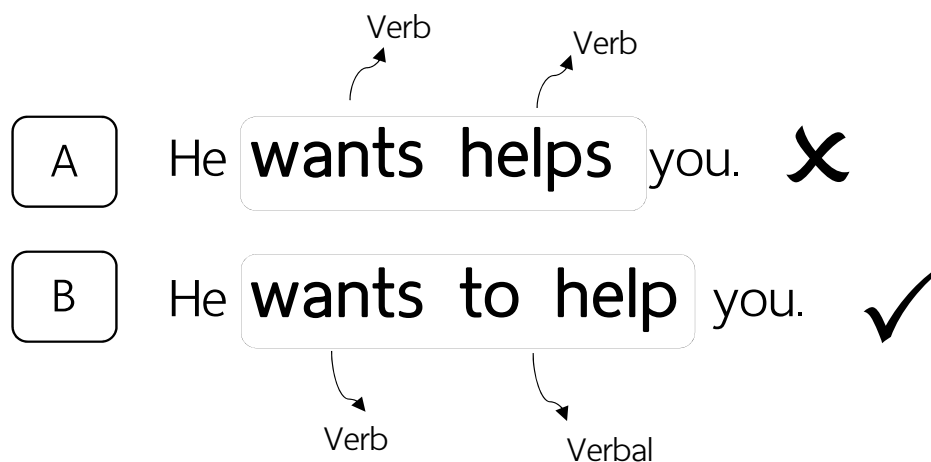 Verb
Verb
A He wants helps you. ✗
B He wants to help you. ✓
Verb
Verbal